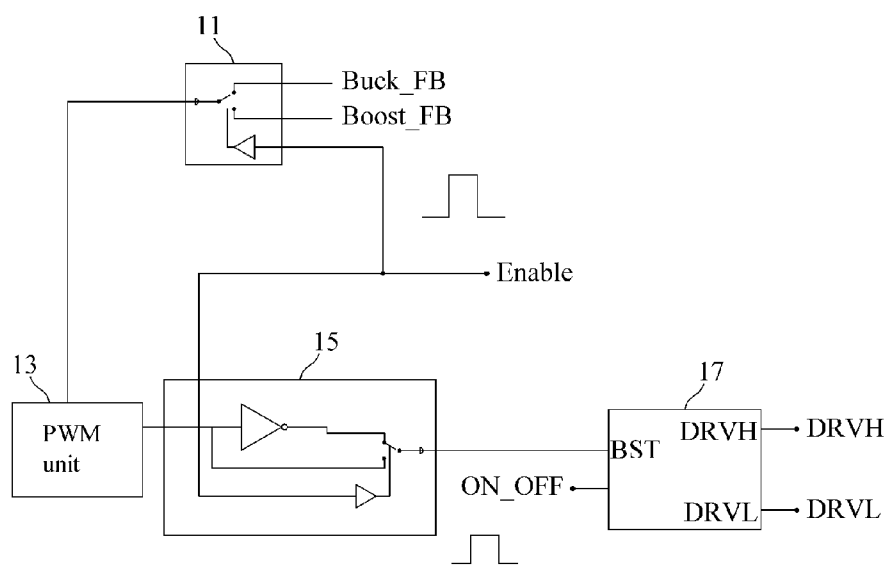 11
Buck_FB
Boost_FB
Enable
13
15
17
PWM
unit
DRVH
DRVH
BST
ON_OFF
DRVL
DRVL